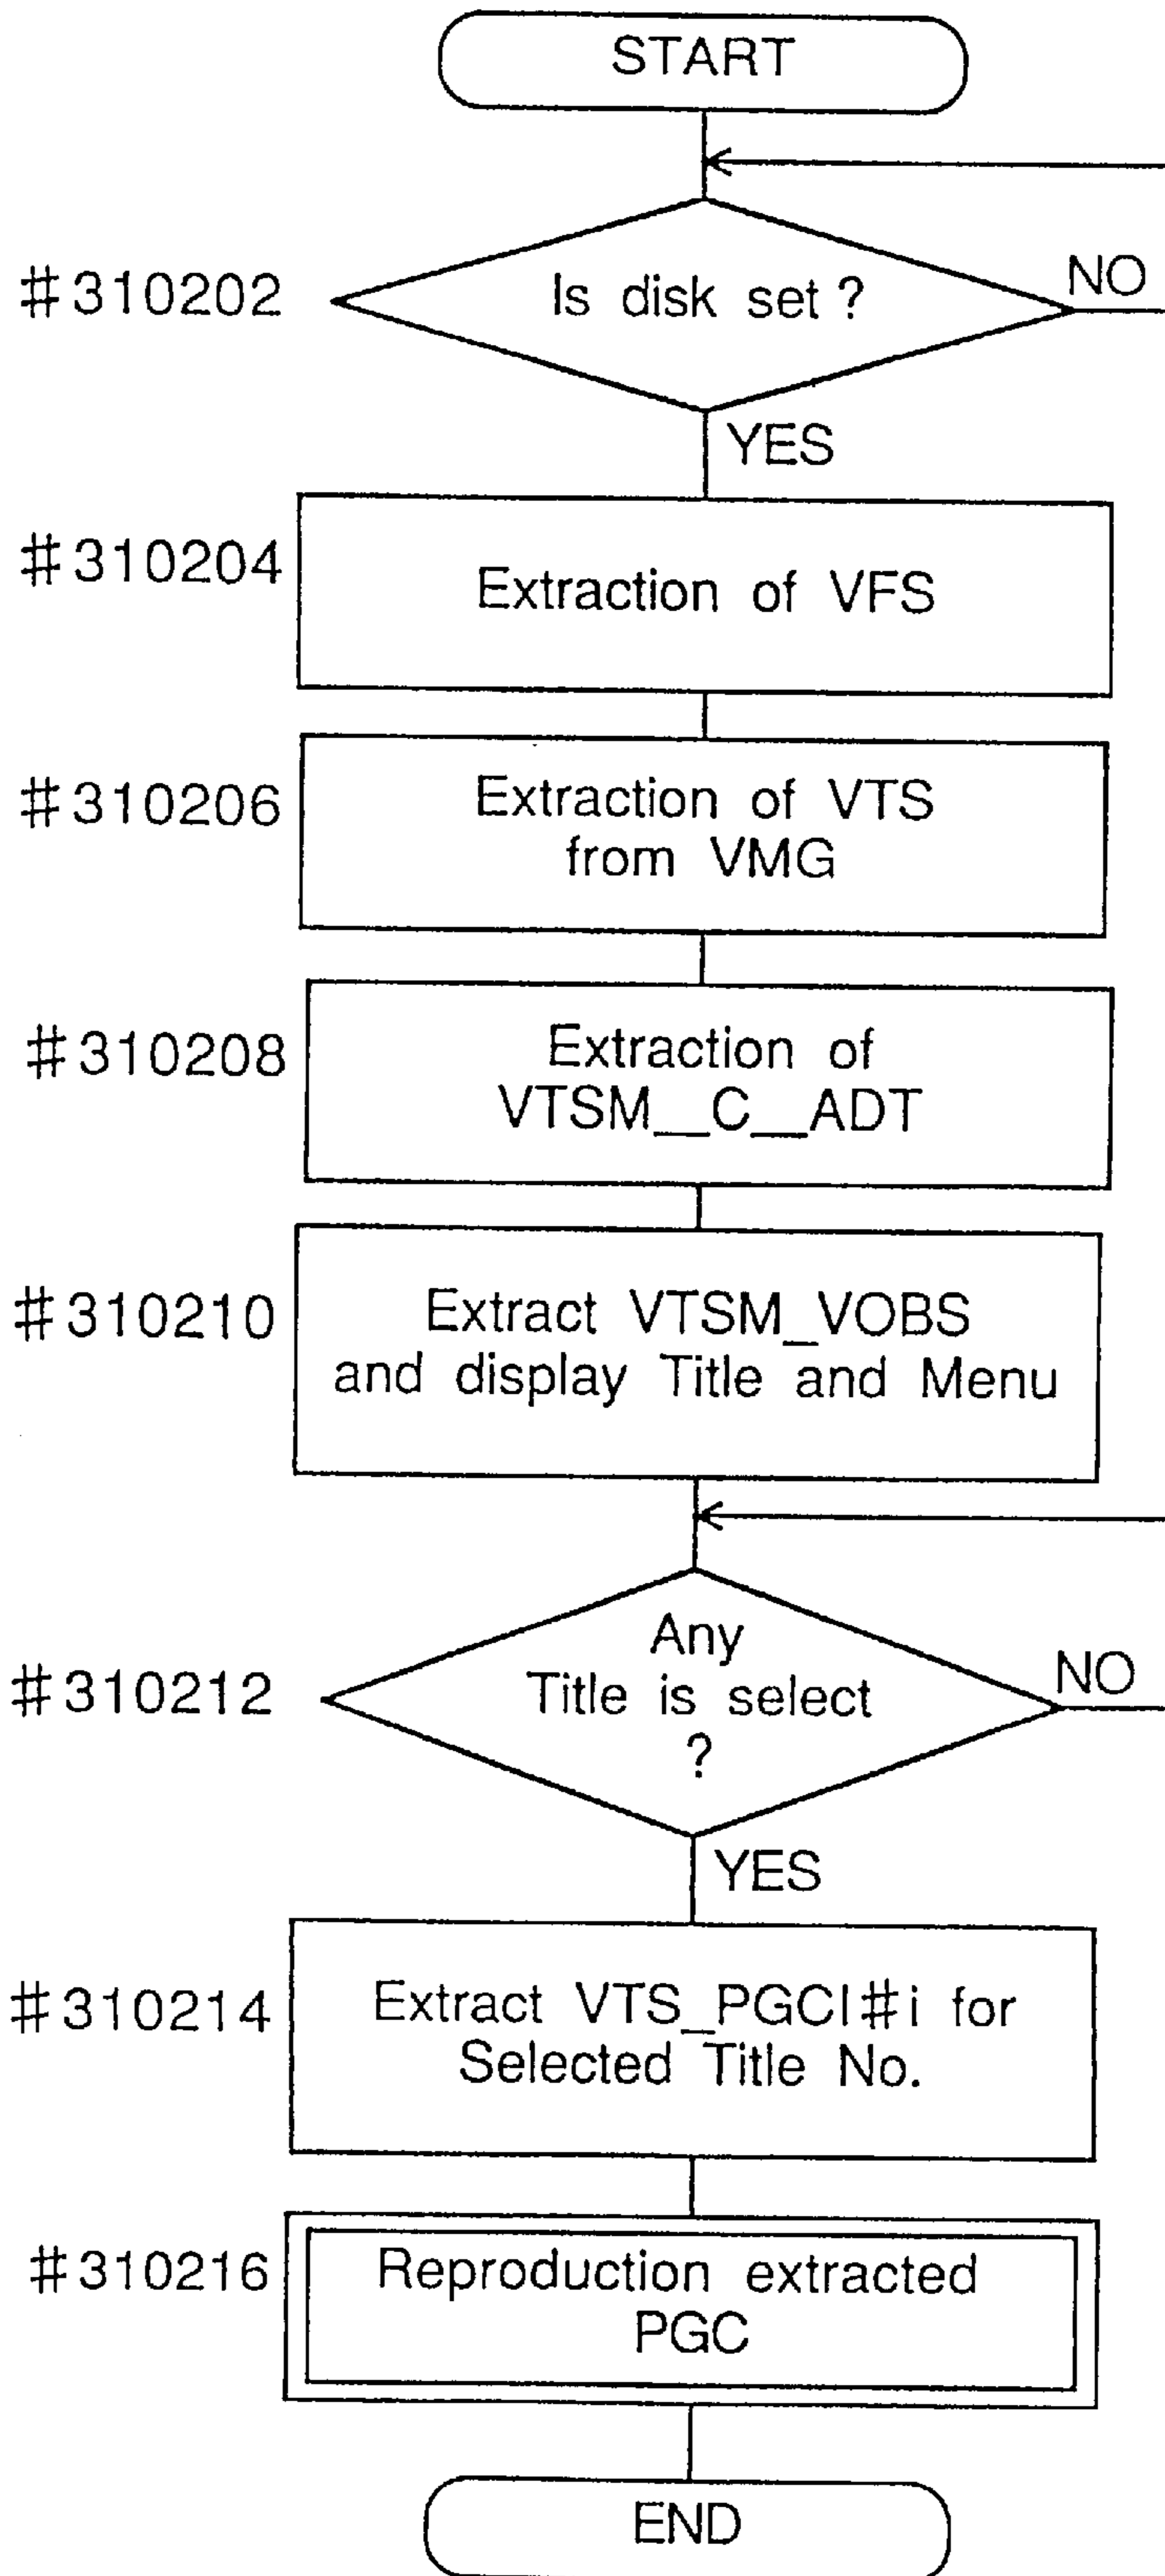 START
#310202
Is disk set ?
NO
YES
#310204
Extraction of VFS
#310206
Extraction of VTS
from VMG
#310208
Extraction of
VTSM__C__ADT
#310210
Extract VTSM_VOBS
and display Title and Menu
#310212
Any
Title is select
?
NO
YES
#310214
Extract VTS_PGCI#i for
Selected Title No.
#310216
Reproduction extracted
PGC
END